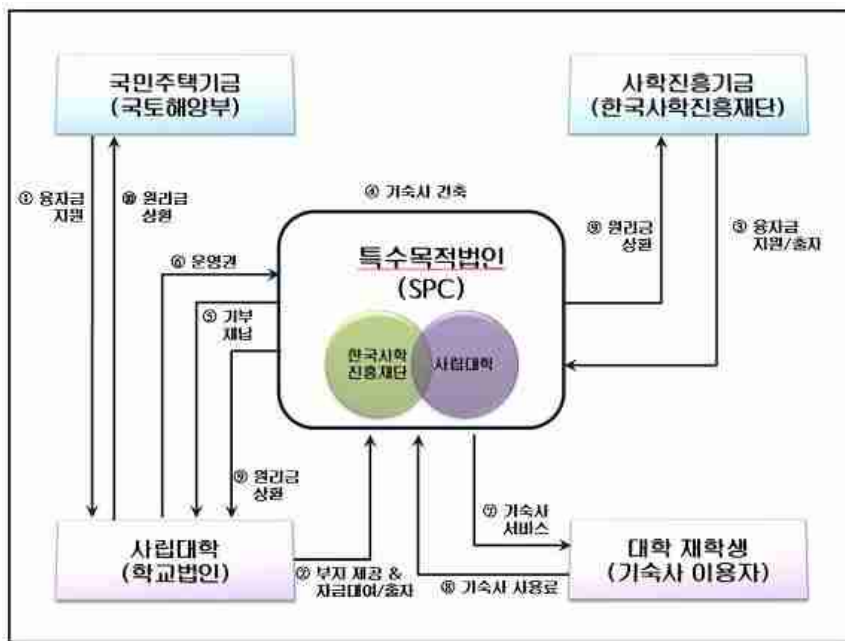 국민주택기금
(국토해양부)
사학진흥기금
(한국사학진흥재단)
① 융자금
지원
⑩ 원리금
상환
④ 기숙사 건축
⑨ 원리금
상환
③ 융자금
지원/출자
⑥ 운영권
특수목적법인
(SPC)
⑤ 기부
채납
한국사학
진흥재단
사립대학
⑨ 원리금
상환
⑦ 기숙사
서비스
사립대학
(학교법인)
② 부지 제공 &
자금대여/출자
⑧ 기숙사 사용료
대학 재학생
(기숙사 이용자)